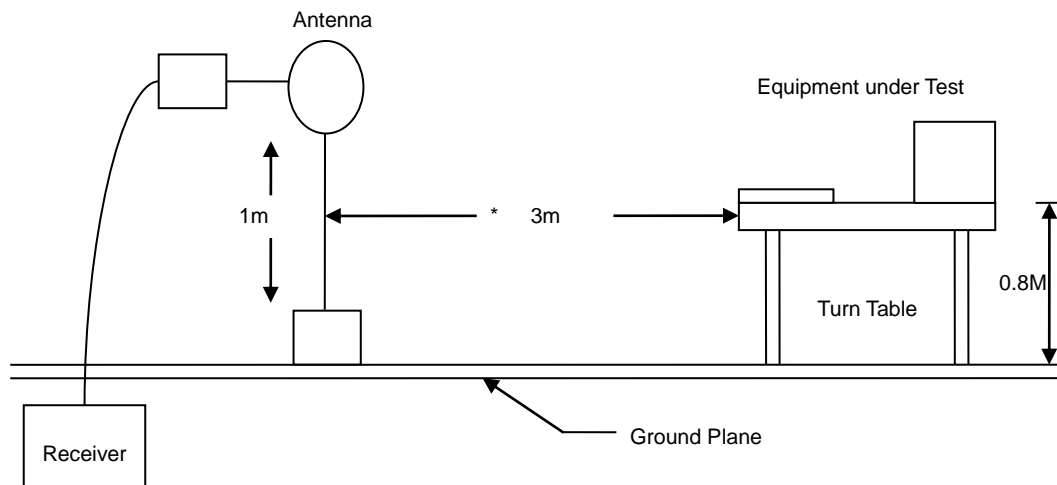 Antenna
Equipment under Test
1m
* 3m
0.8M
Turn Table
Ground Plane
Receiver